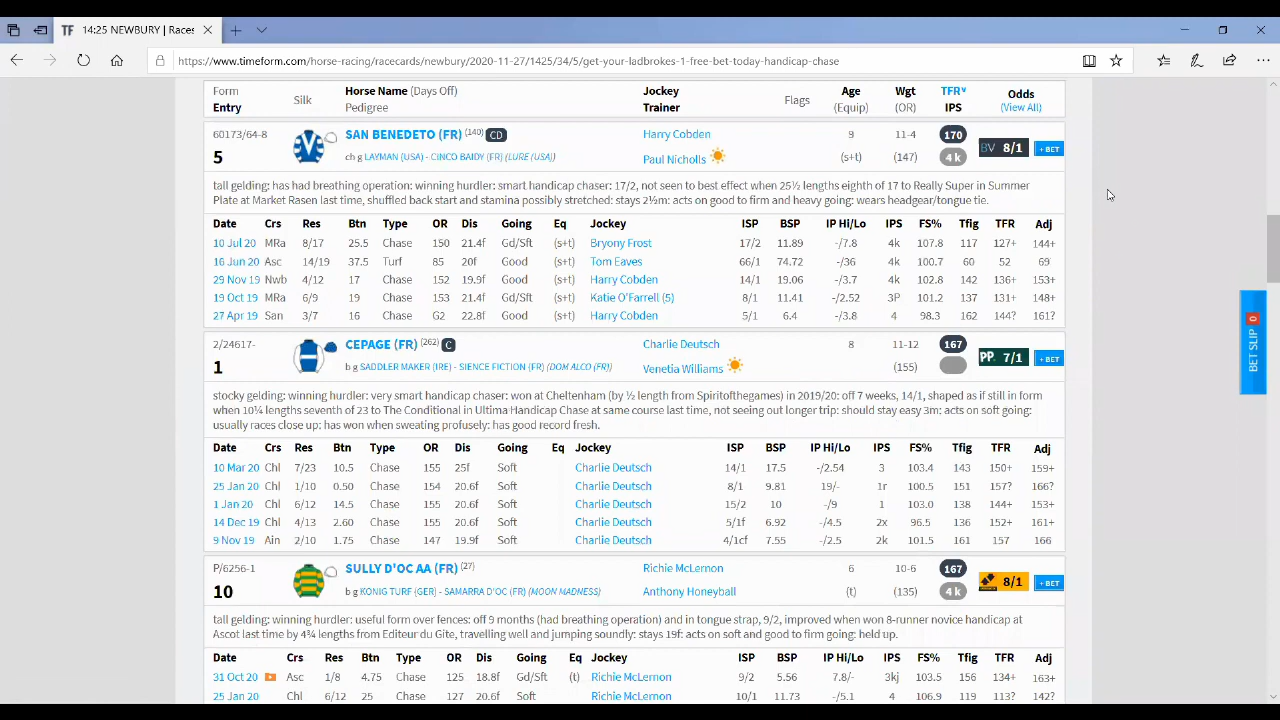 TF 14:25 NEWBURY | Races
https://www.timeform.com/horse-racing/racecards/newbury/2020-11-27/1425/34/5/get-your-ladbrokes-1-free-bet-today-handicap-chase
Form Entry Silk Horse Name (Days Off) Pedigree Jockey Trainer Flags Age (Equip) Wgt (OR) TFR IPS Odds (View All)
60173/64-8 SAN BENEDETO (FR) (140) CD Harry Cobden 9 11-4 170 BV 8/1 + BET
5 ch g LAYMAN (USA) - CINCO BAIDY (FR) (LURE (USA)) Paul Nicholls (s+t) (147) 4 k
tall gelding: has had breathing operation: winning hurdler: smart handicap chaser: 17/2, not seen to best effect when 25½ lengths eighth of 17 to Really Super in Summer
Plate at Market Rasen last time, shuffled back start and stamina possibly stretched: stays 2½m: acts on good to firm and heavy going: wears headgear/tongue tie.
Date Crs Res Btn Type OR Dis Going Eq Jockey ISP BSP IP Hi/Lo IPS FS% Tfig TFR Adj
10 Jul 20 MRa 8/17 25.5 Chase 150 21.4f Gd/Sft (s+t) Bryony Frost 17/2 11.89 -/7.8 4k 107.8 117 127+ 144+
16 Jun 20 Asc 14/19 37.5 Turf 85 20f Good (s+t) Tom Eaves 66/1 74.72 -/36 4k 100.7 60 52 69
29 Nov 19 Nwb 4/12 17 Chase 152 19.9f Good (s+t) Harry Cobden 14/1 19.06 -/3.7 4k 102.8 142 136+ 153+
19 Oct 19 MRa 6/9 19 Chase 153 21.4f Gd/Sft (s+t) Katie O'Farrell (5) 8/1 11.41 -/2.52 3P 101.2 137 131+ 148+
27 Apr 19 San 3/7 16 Chase G2 22.8f Good (s+t) Harry Cobden 5/1 6.4 -/3.8 4 98.3 162 144? 161?
2/24617- CEPAGE (FR) (262) C Charlie Deutsch 8 11-12 167 PP. 7/1 + BET
1 b g SADDLER MAKER (IRE) - SIENCE FICTION (FR) (DOM ALCO (FR)) Venetia Williams (155)
stocky gelding: winning hurdler: very smart handicap chaser: won at Cheltenham (by ½ length from Spiritofthegames) in 2019/20: off 7 weeks, 14/1, shaped as if still in form
when 10¼ lengths seventh of 23 to The Conditional in Ultima Handicap Chase at same course last time, not seeing out longer trip: should stay easy 3m: acts on soft going:
usually races close up: has won when sweating profusely: has good record fresh.
Date Crs Res Btn Type OR Dis Going Eq Jockey ISP BSP IP Hi/Lo IPS FS% Tfig TFR Adj
10 Mar 20 Chl 7/23 10.5 Chase 155 25f Soft Charlie Deutsch 14/1 17.5 -/2.54 3 103.4 143 150+ 159+
25 Jan 20 Chl 1/10 0.50 Chase 154 20.6f Soft Charlie Deutsch 8/1 9.81 19/- 1r 100.5 151 157? 166?
1 Jan 20 Chl 6/12 14.5 Chase 155 20.6f Soft Charlie Deutsch 15/2 10 -/9 1 103.0 138 144+ 153+
14 Dec 19 Chl 4/13 2.60 Chase 155 20.6f Soft Charlie Deutsch 5/1f 6.92 -/4.5 2x 96.5 136 152+ 161+
9 Nov 19 Ain 2/10 1.75 Chase 147 19.9f Soft Charlie Deutsch 4/1cf 7.55 -/2.5 2k 101.5 161 157 166
P/6256-1 SULLY D'OC AA (FR) (27) Richie McLernon 6 10-6 167 8/1 + BET
10 KONIG TURF (GER) - SAMARRA D'OC (FR) (MOON MADNESS) Anthony Honeyball (t) (135) 4 k
tall gelding: winning hurdler: useful form over fences: off 9 months (had breathing operation) and in tongue strap, 9/2, improved when won 8-runner novice handicap at
Ascot last time by 4¾ lengths from Editeur du Gite, travelling well and jumping soundly: stays 19f: acts on soft and good to firm going: held up.
Date Crs Res Btn Type OR Dis Going Eq Jockey ISP BSP IP Hi/Lo IPS FS% Tfig TFR Adj
31 Oct 20 Asc 1/8 4.75 Chase 125 18.8f Gd/Sft (t) Richie McLernon 9/2 5.56 7.8/- 3kj 103.5 156 134+ 163+
25 Jan 20 Chl 6/12 25 Chase 127 20.6f Soft Richie McLernon 10/1 11.73 -/5.1 4 106.9 119 113? 142?
BET SLIP 0